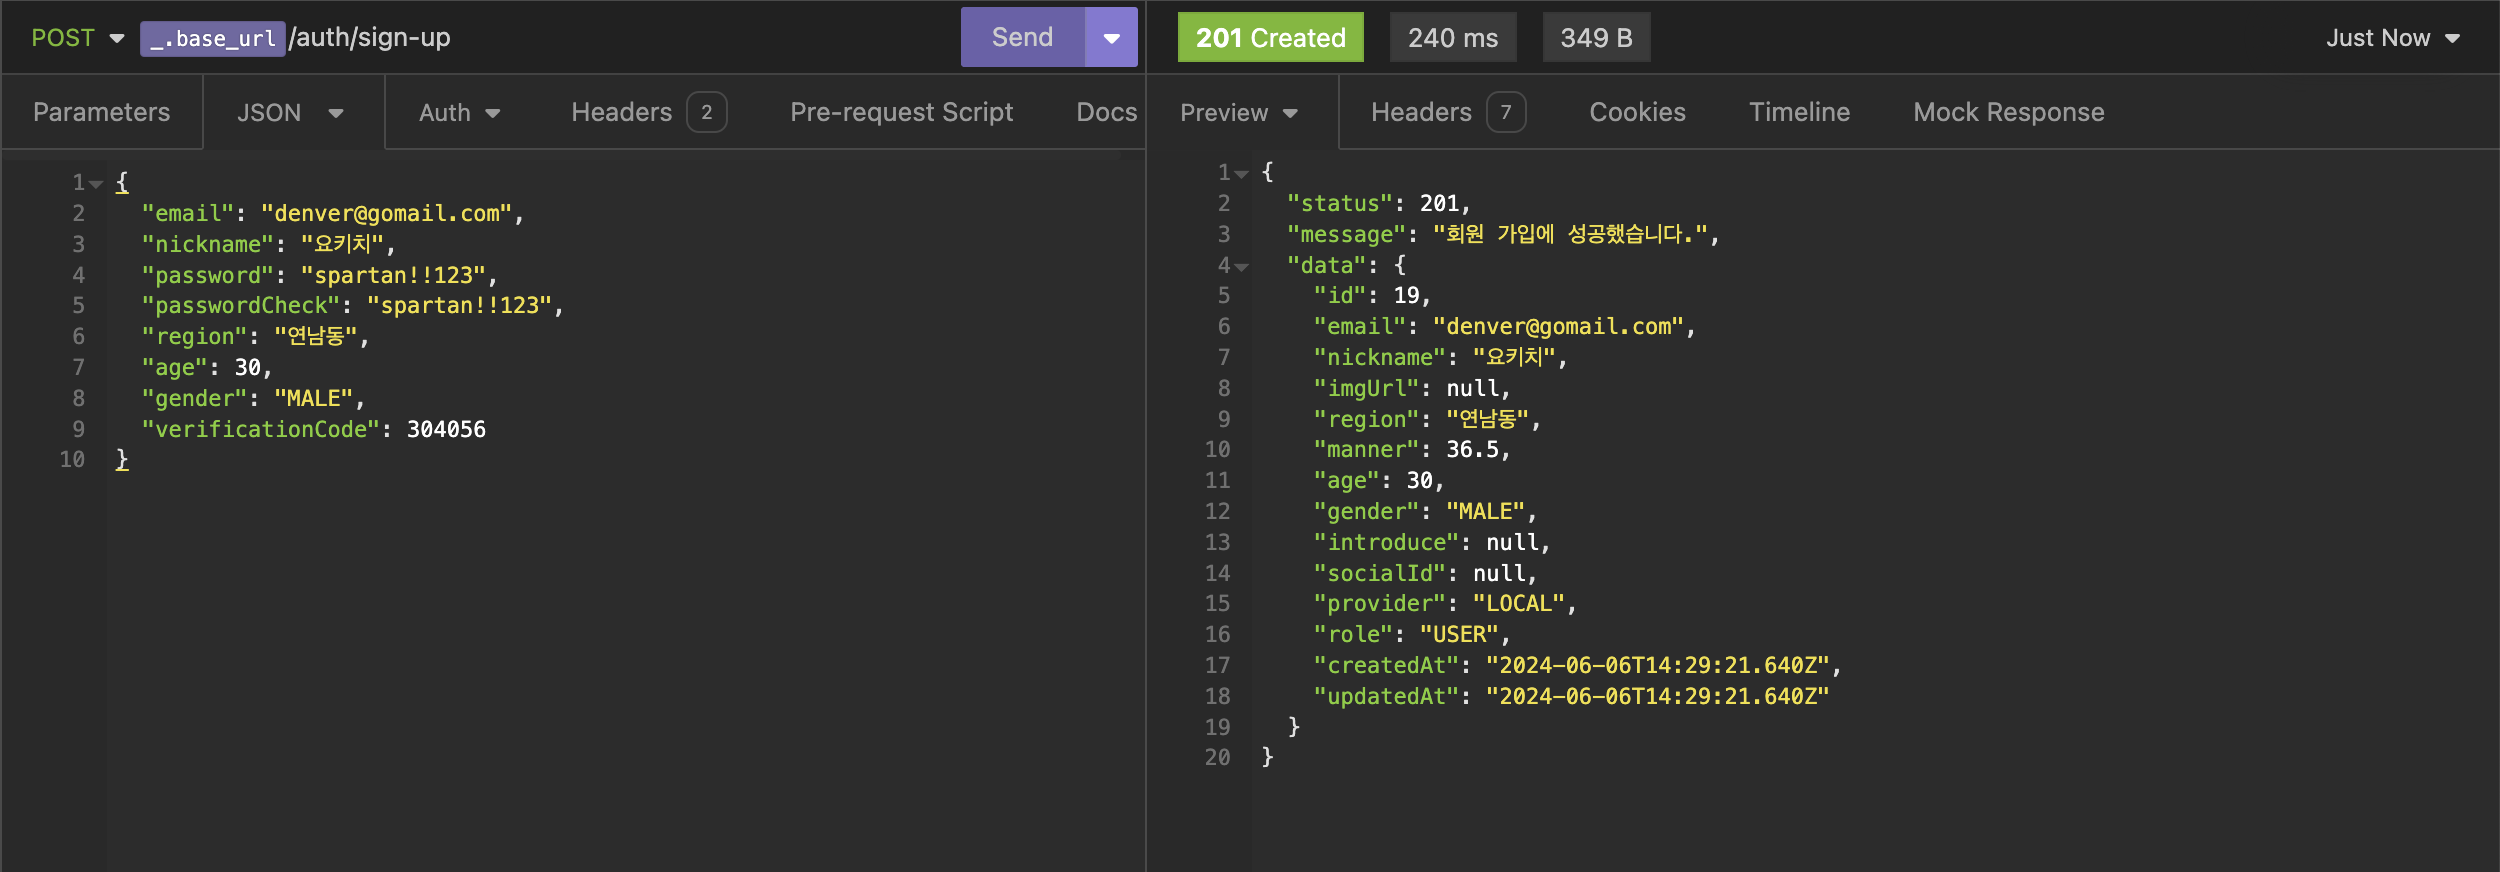 POST _.base_url/auth/sign-up Send
Parameters JSON Auth Headers 2 Pre-request Script Docs
1 {
2 "email": "denver@gomail.com",
3 "nickname": "요키치",
4 "password": "spartan!!123",
5 "passwordCheck": "spartan!!123",
6 "region": "연남동",
7 "age": 30,
8 "gender": "MALE",
9 "verificationCode": 304056
10 }
201 Created 240 ms 349 B Just Now
Preview Headers 7 Cookies Timeline Mock Response
1 {
2 "status": 201,
3 "message": "회원 가입에 성공했습니다.",
4 "data": {
5 "id": 19,
6 "email": "denver@gomail.com",
7 "nickname": "요키치",
8 "imgUrl": null,
9 "region": "연남동",
10 "manner": 36.5,
11 "age": 30,
12 "gender": "MALE",
13 "introduce": null,
14 "socialId": null,
15 "provider": "LOCAL",
16 "role": "USER",
17 "createdAt": "2024-06-06T14:29:21.640Z",
18 "updatedAt": "2024-06-06T14:29:21.640Z"
19 }
20 }